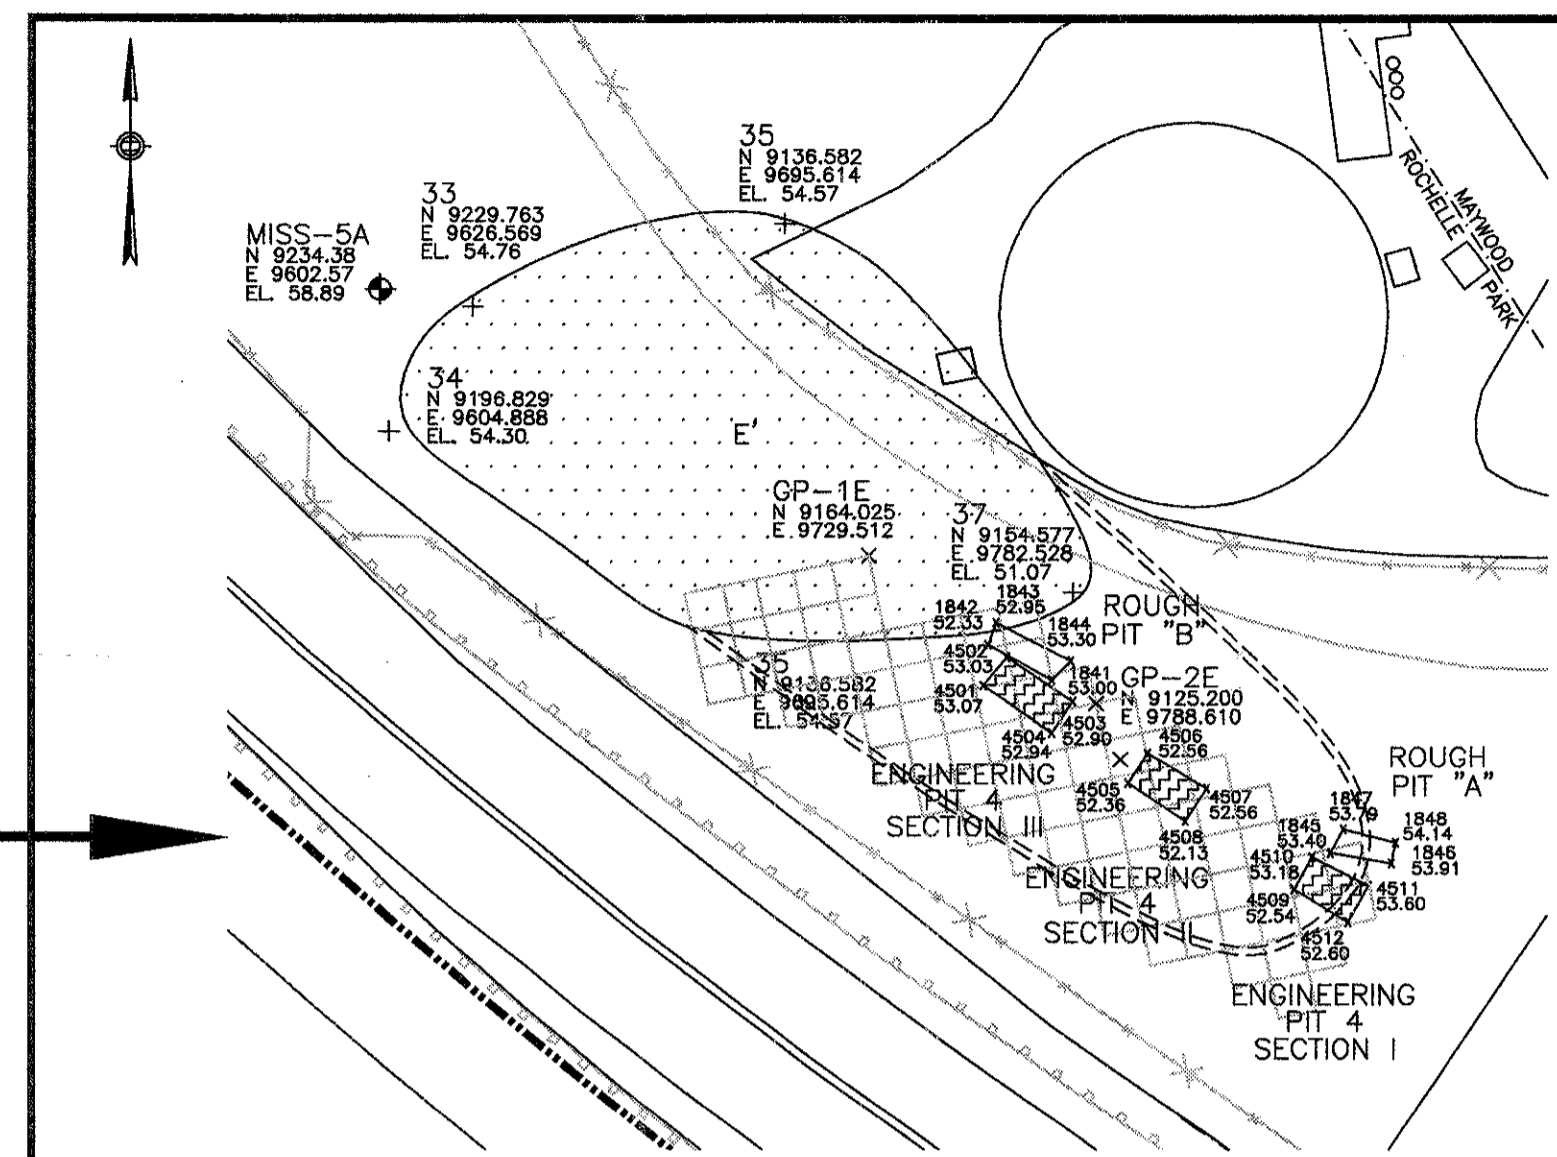 35
N 9136.582
E 9695.614
EL. 54.57
33
N 9229.763
E 9626.569
EL. 54.76
MISS-5A
N 9234.38
E 9602.57
EL. 58.89
MAYWOOD
ROCHELLE PARK
34
N 9196.829
E 9604.888
EL. 54.30
E'
GP-1E
N 9164.025
E 9729.512
37
N 9154.577
E 9782.528
EL. 51.07
1843
52.95
1842
52.33
1844
53.30
ROUGH
PIT "B"
4502
53.03
4501
53.07
1841
53.00
GP-2E
N 9125.200
E 9788.610
35
N 9136.582
E 9695.614
EL. 54.57
4504
52.94
4503
52.90
4506
52.56
ENGINEERING
PIT 4
SECTION III
4505
52.36
4507
52.56
4508
52.13
ROUGH
PIT "A"
1847
53.79
1848
54.14
1845
53.40
1846
53.91
4510
53.18
4511
53.60
4509
52.54
4512
52.60
ENGINEERING
PIT 4
SECTION II
ENGINEERING
PIT 4
SECTION I